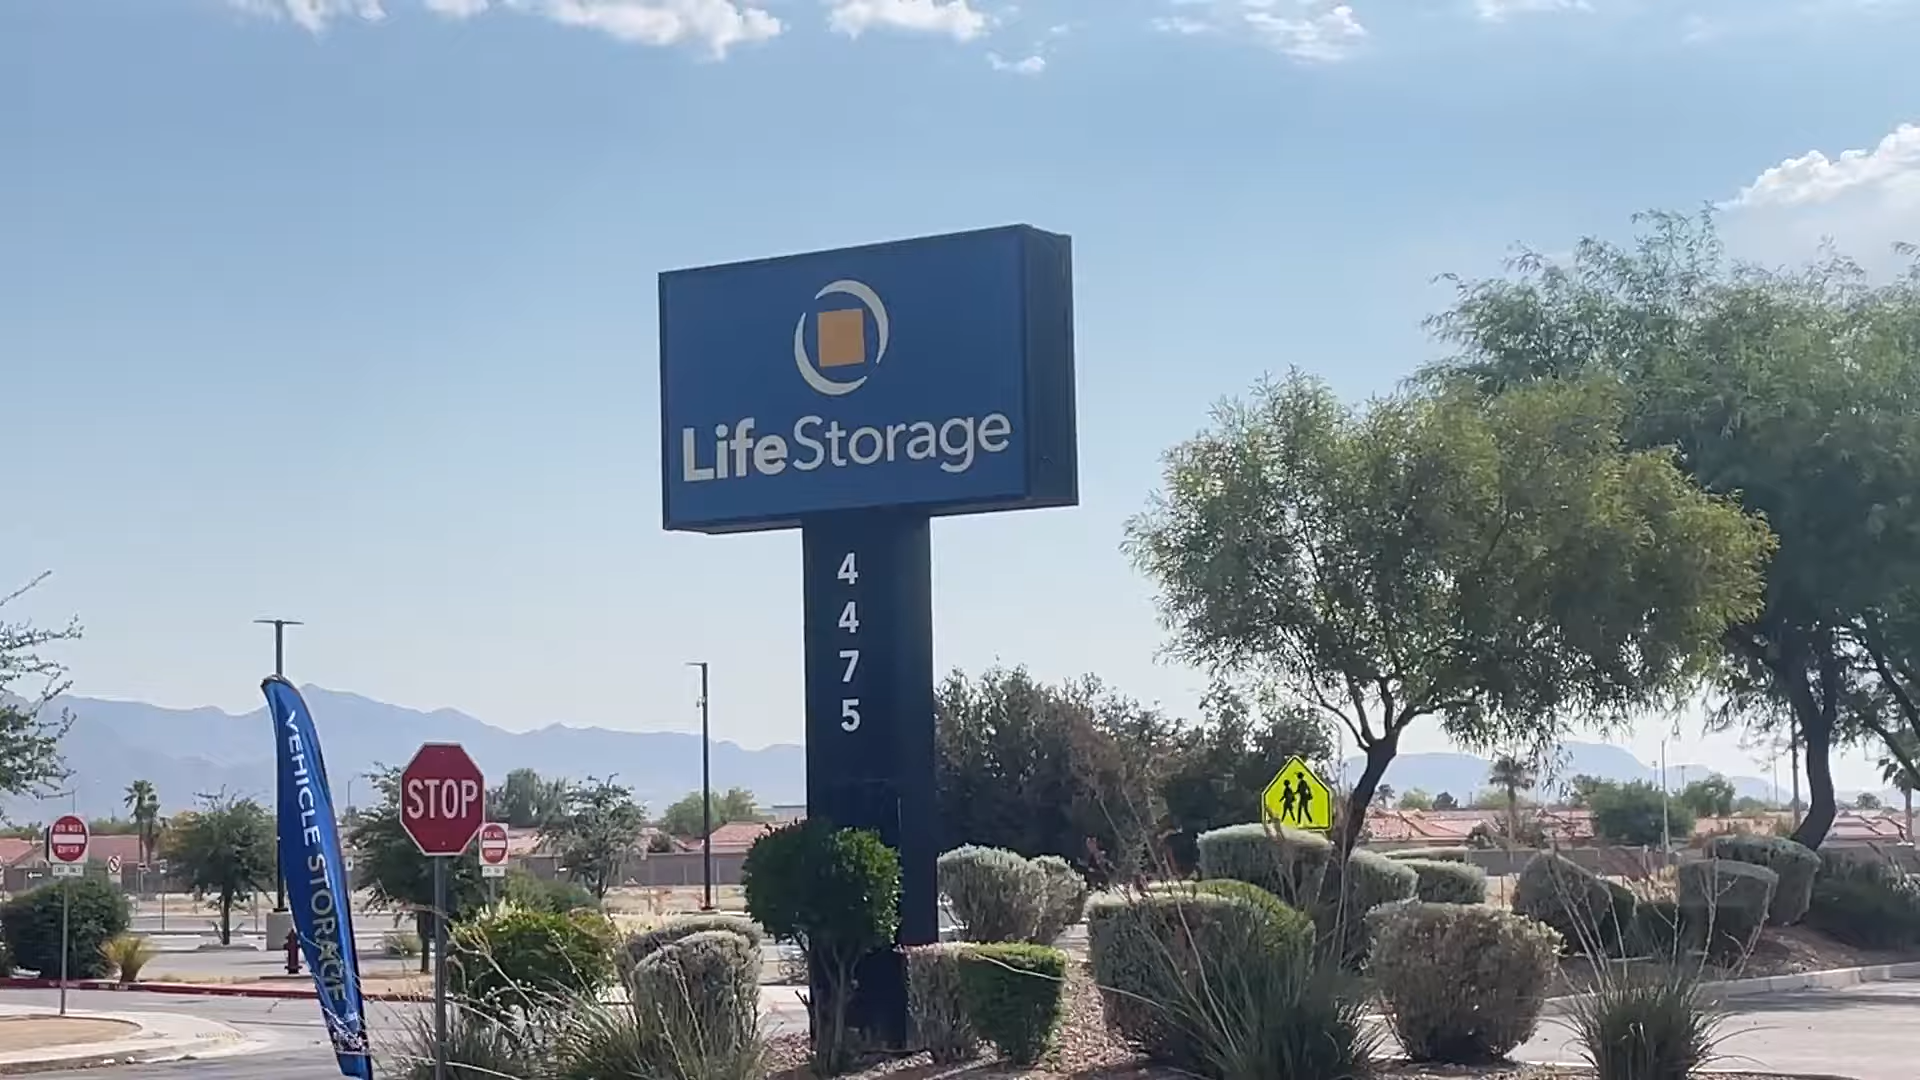 LifeStorage
4
4
7
5
VEHICLE STORAGE
STOP
DO NOT
ENTER